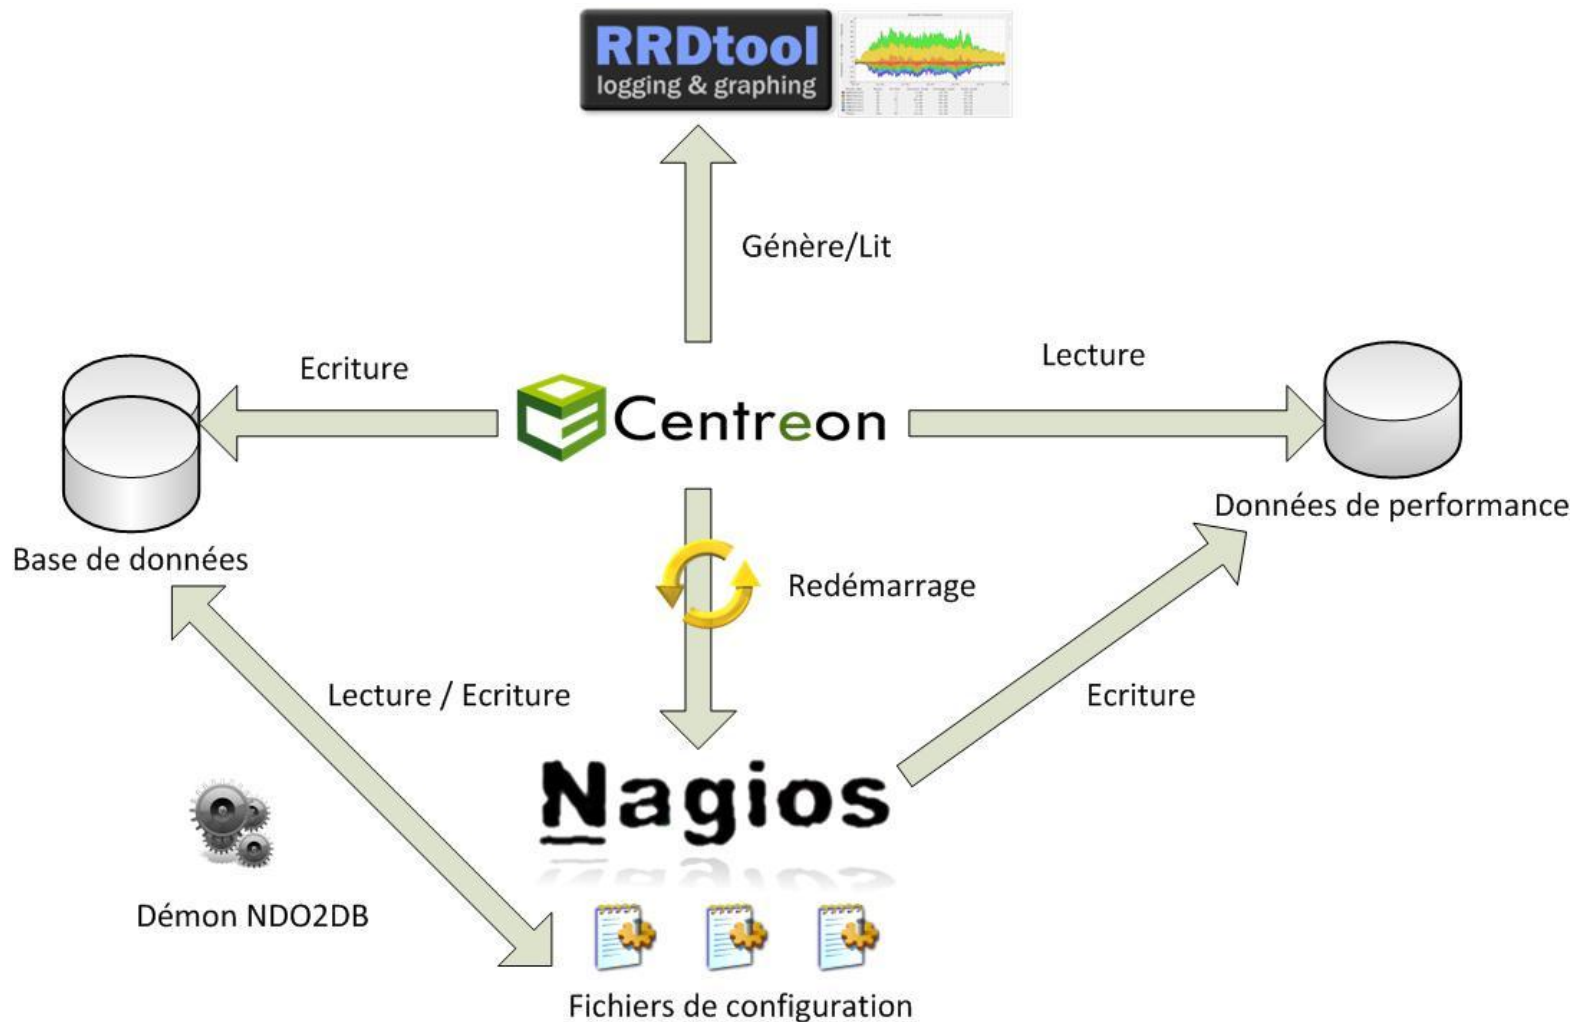 RRDtool
logging & graphing
Génère/Lit
Ecriture
Centreon
Lecture
Données de performance
Base de données
Redémarrage
Lecture / Ecriture
Ecriture
Nagios
Démon NDO2DB
Fichiers de configuration